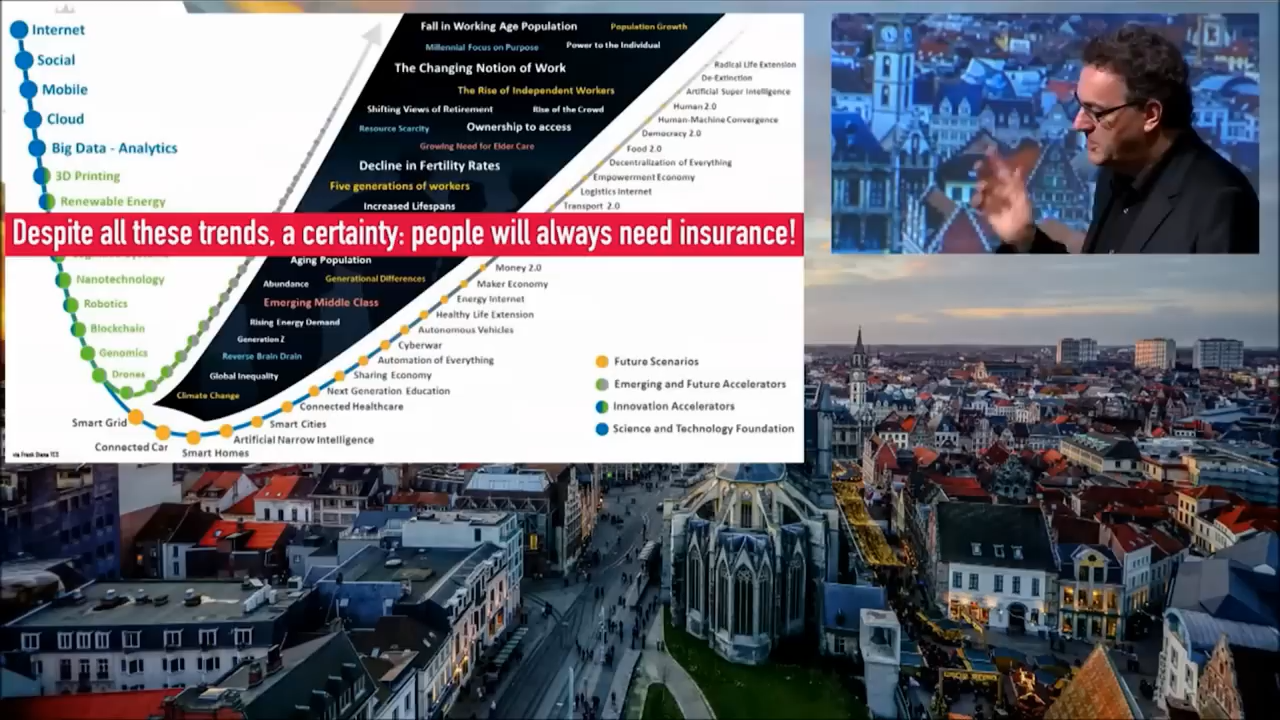 Internet
Social
Mobile
Cloud
Big Data - Analytics
3D Printing
Renewable Energy
Nanotechnology
Robotics
Blockchain
Genomics
Drones
Smart Grid
Connected Car
Smart Homes
Artificial Narrow Intelligence
Smart Cities
Connected Healthcare
Next Generation Education
Sharing Economy
Automation of Everything
Cyberwar
Autonomous Vehicles
Healthy Life Extension
Energy Internet
Maker Economy
Money 2.0
Despite all these trends, a certainty: people will always need insurance!
Transport 2.0
Logistics Internet
Empowerment Economy
Decentralization of Everything
Food 2.0
Democracy 2.0
Human-Machine Convergence
Human 2.0
Artificial Super Intelligence
De-Extinction
Radical Life Extension
Fall in Working Age Population
Population Growth
Millennial Focus on Purpose
Power to the Individual
The Changing Notion of Work
The Rise of Independent Workers
Shifting Views of Retirement
Rise of the Crowd
Resource Scarcity
Ownership to access
Growing Need for Elder Care
Decline in Fertility Rates
Five generations of workers
Increased Lifespans
Aging Population
Abundance
Generational Differences
Emerging Middle Class
Rising Energy Demand
Generation Z
Reverse Brain Drain
Global Inequality
Climate Change
Future Scenarios
Emerging and Future Accelerators
Innovation Accelerators
Science and Technology Foundation
via Frank Diana TCS